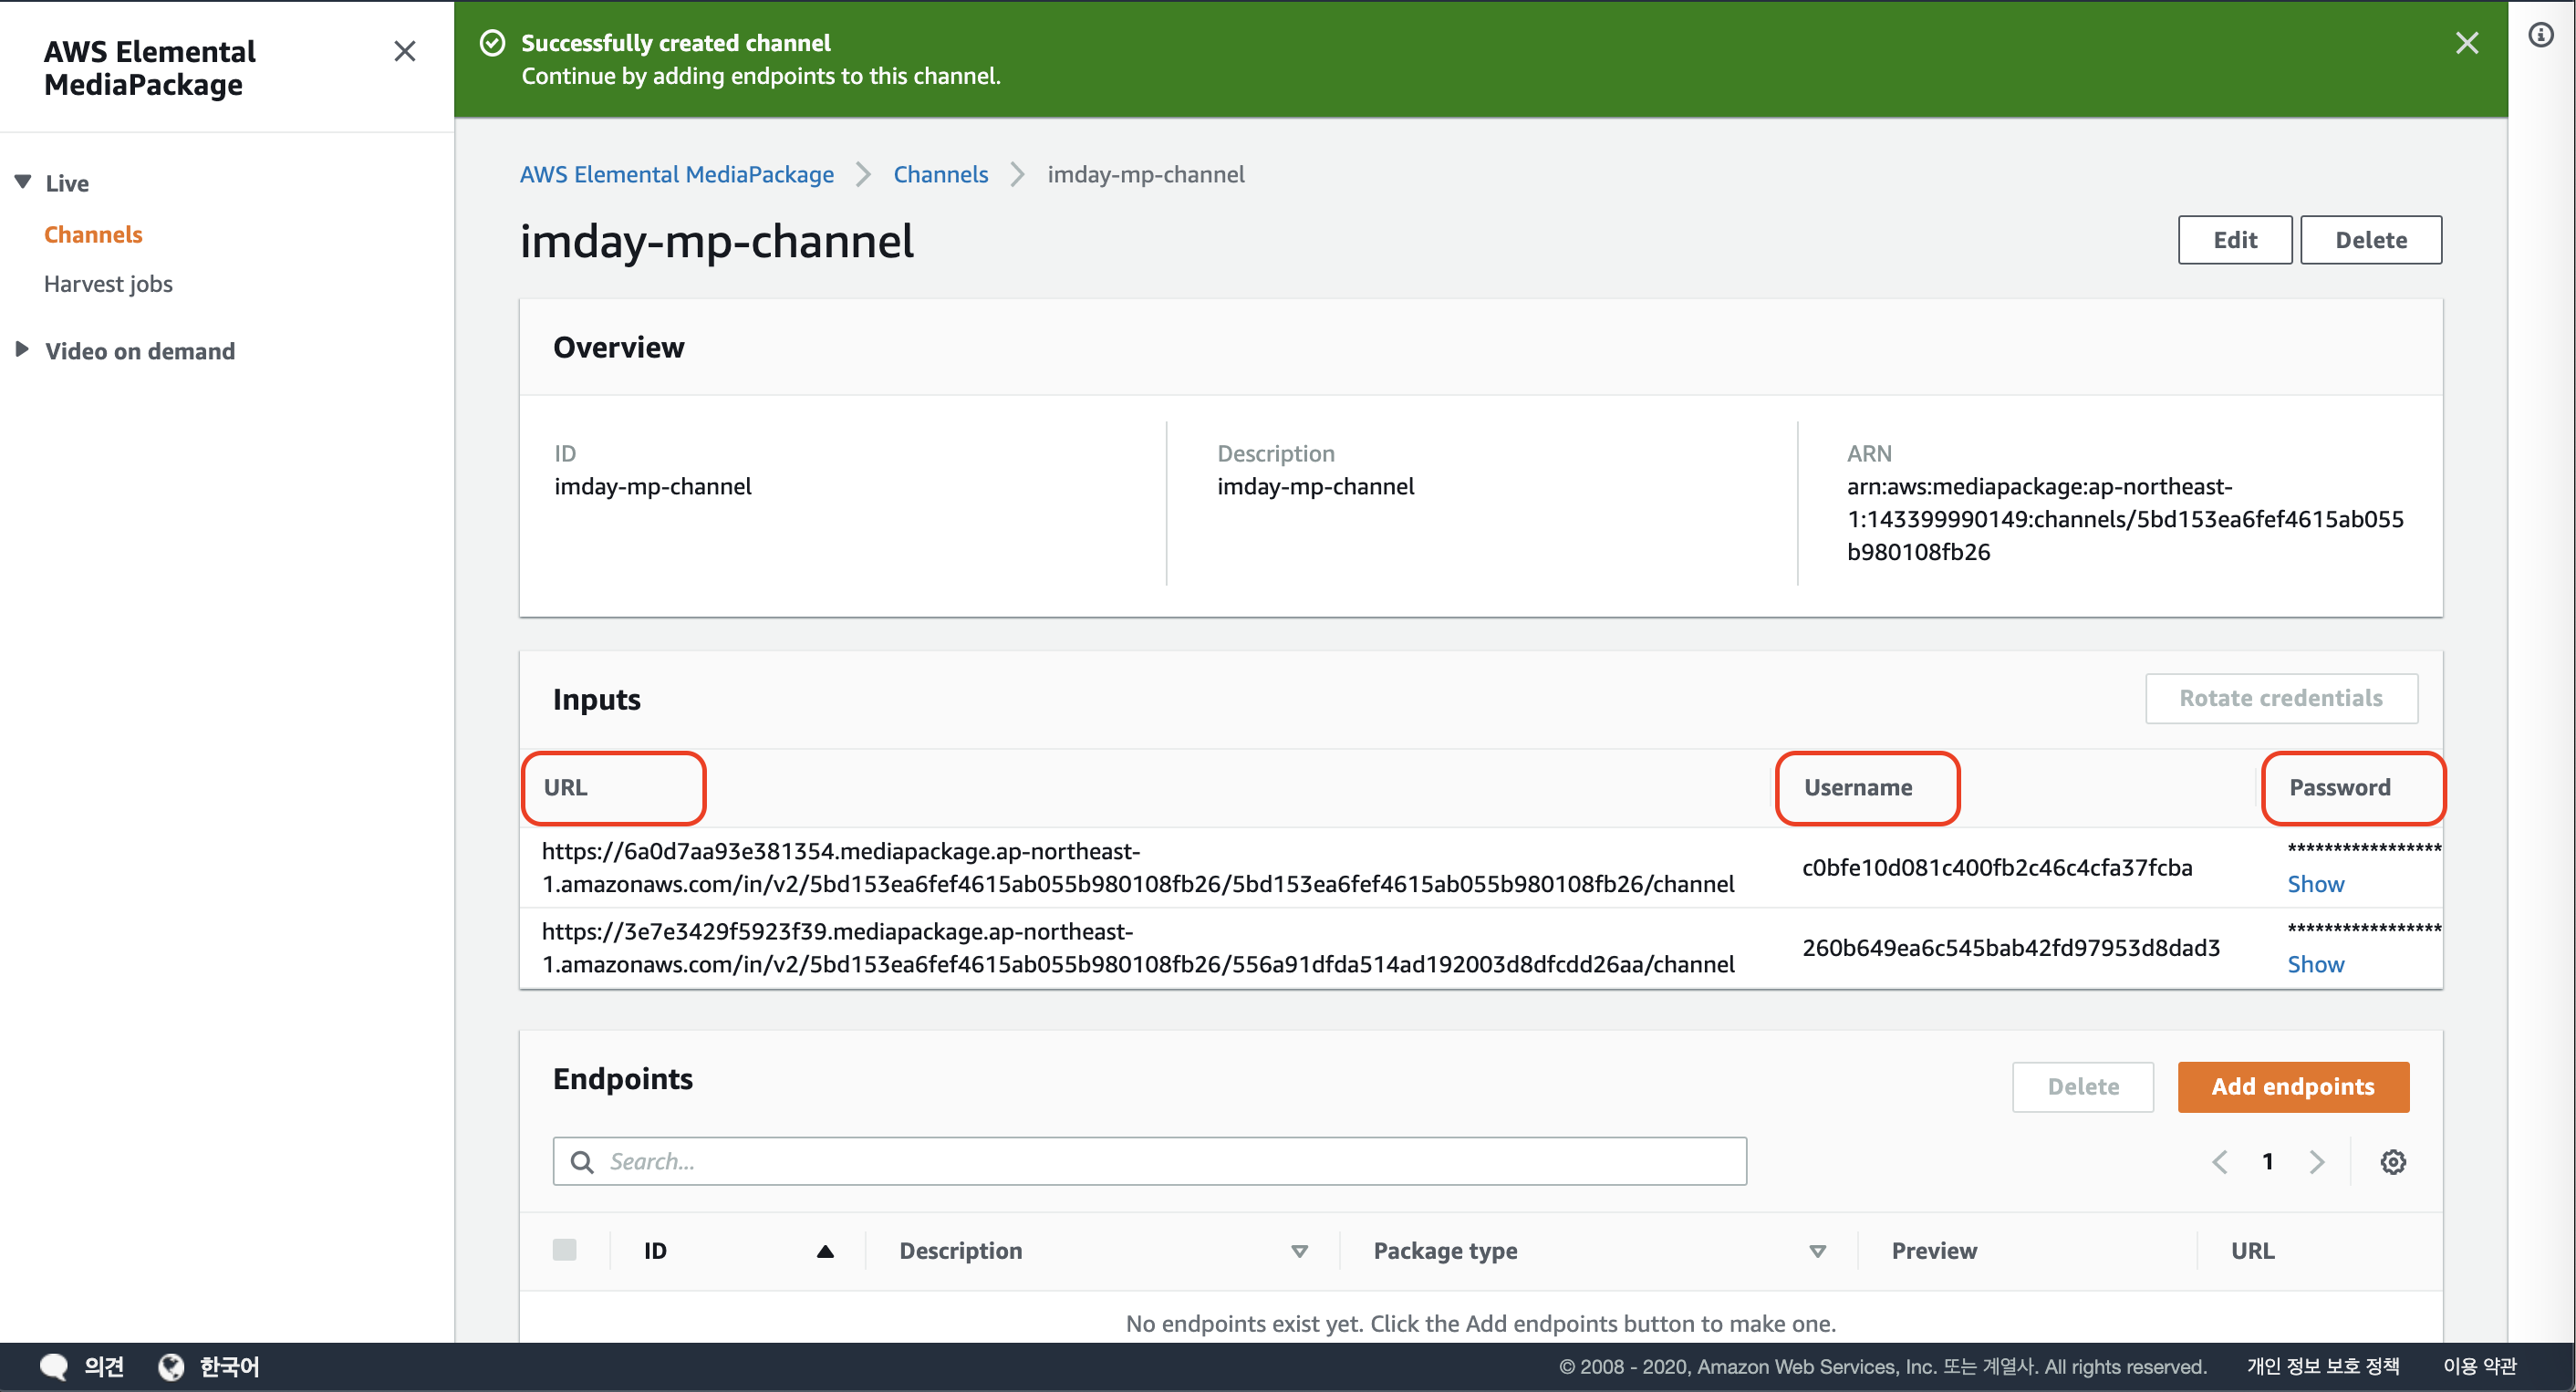 AWS Elemental
MediaPackage
Live
Channels
Harvest jobs
Video on demand
Successfully created channel
Continue by adding endpoints to this channel.
AWS Elemental MediaPackage
Channels
imday-mp-channel
imday-mp-channel
Edit
Delete
Overview
ID
imday-mp-channel
Description
imday-mp-channel
ARN
arn:aws:mediapackage:ap-northeast-
1:143399990149:channels/5bd153ea6fef4615ab055
b980108fb26
Inputs
Rotate credentials
URL
Username
Password
https://6a0d7aa93e381354.mediapackage.ap-northeast-
1.amazonaws.com/in/v2/5bd153ea6fef4615ab055b980108fb26/5bd153ea6fef4615ab055b980108fb26/channel
c0bfe10d081c400fb2c46c4cfa37fcba
*****************
Show
https://3e7e3429f5923f39.mediapackage.ap-northeast-
1.amazonaws.com/in/v2/5bd153ea6fef4615ab055b980108fb26/556a91dfda514ad192003d8dfcdd26aa/channel
260b649ea6c545bab42fd97953d8dad3
*****************
Show
Endpoints
Delete
Add endpoints
Search...
1
ID
Description
Package type
Preview
URL
No endpoints exist yet. Click the Add endpoints button to make one.
의견
한국어
© 2008 - 2020, Amazon Web Services, Inc. 또는 계열사. All rights reserved.
개인 정보 보호 정책
이용 약관